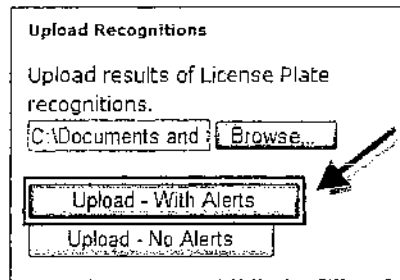 Upload Recognitions
Upload results of License Plate
recognitions.
C:\Documents and Browse...
Upload - With Alerts
Upload - No Alerts